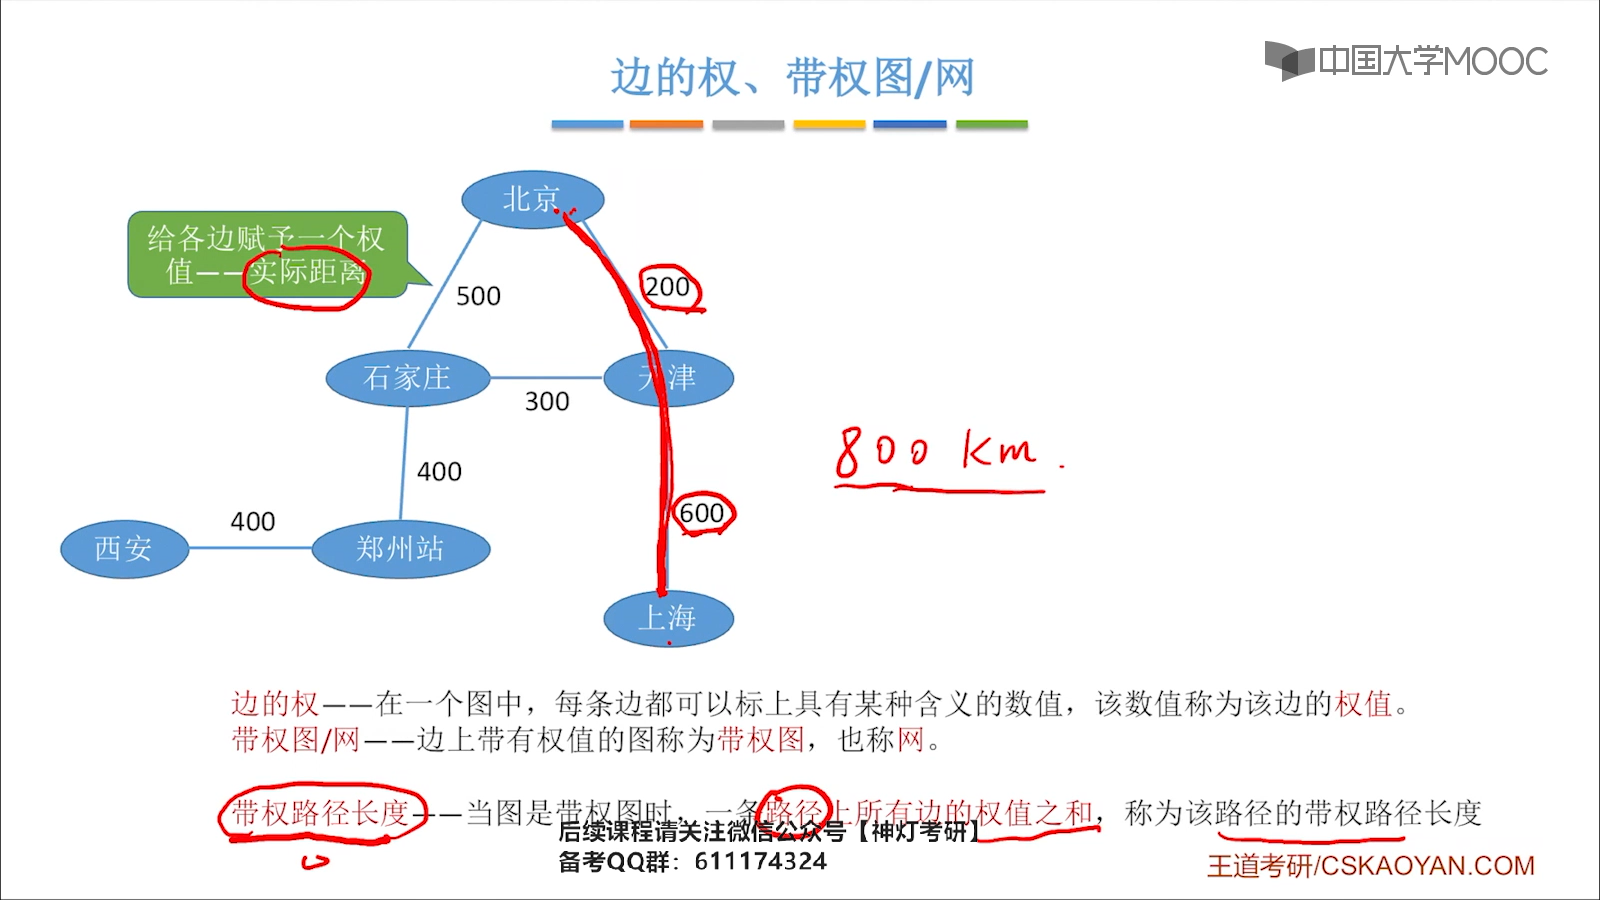 边的权、带权图/网
中国大学MOOC
北京
给各边赋予一个权
值——实际距离
500
200
石家庄
天津
300
800 km.
400
600
400
西安
郑州站
上海
边的权——在一个图中，每条边都可以标上具有某种含义的数值，该数值称为该边的权值。
带权图/网——边上带有权值的图称为带权图，也称网。
带权路径长度——当图是带权图时，一条路径上所有边的权值之和，称为该路径的带权路径长度
后续课程请关注微信公众号【神灯考研】
备考QQ群：611174324
王道考研/CSKAOYAN.COM